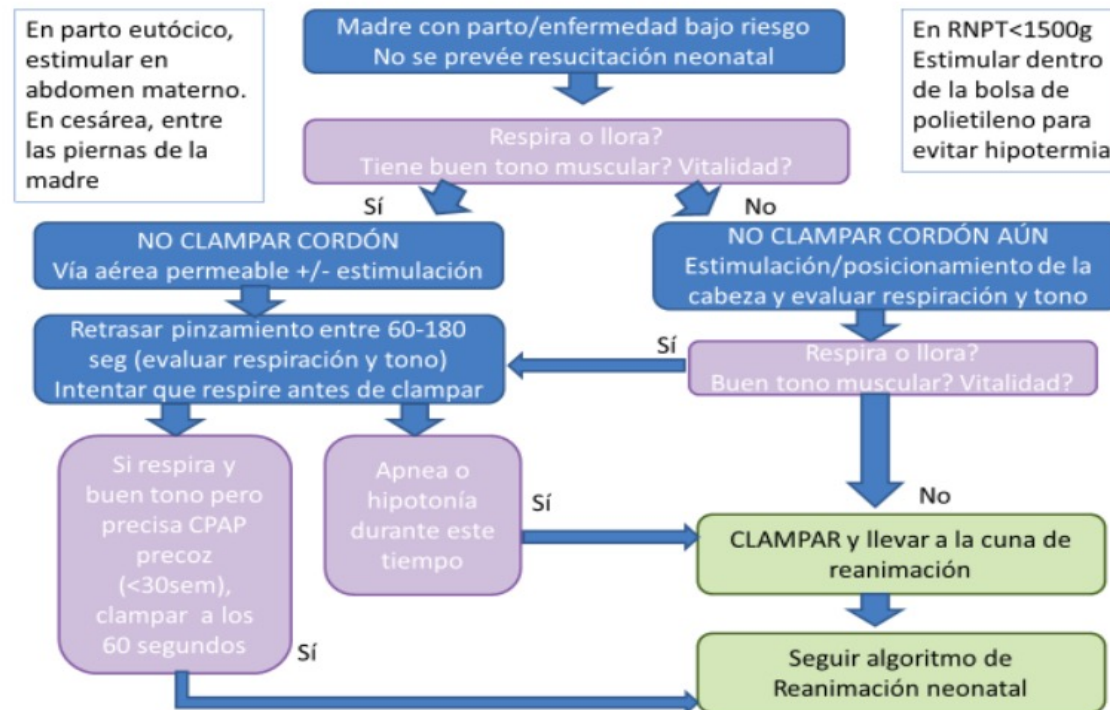 En parto eutócico,
estimular en
abdomen materno.
En cesárea, entre
las piernas de la
madre
Madre con parto/enfermedad bajo riesgo
No se prevée resucitación neonatal
En RNPT<1500g
Estimular dentro
de la bolsa de
polietileno para
evitar hipotermia
Respira o llora?
Tiene buen tono muscular? Vitalidad?
Sí
No
NO CLAMPAR CORDÓN
Vía aérea permeable +/- estimulación
NO CLAMPAR CORDÓN AÚN
Estimulación/posicionamiento de la
cabeza y evaluar respiración y tono
Retrasar pinzamiento entre 60-180
seg (evaluar respiración y tono)
Intentar que respire antes de clampar
Sí
Respira o llora?
Buen tono muscular? Vitalidad?
Si respira y
buen tono pero
precisa CPAP
precoz
(<30sem),
clampar a los
60 segundos
Sí
Apnea o
hipotonía
durante este
tiempo
Sí
No
CLAMPAR y llevar a la cuna de
reanimación
Seguir algoritmo de
Reanimación neonatal